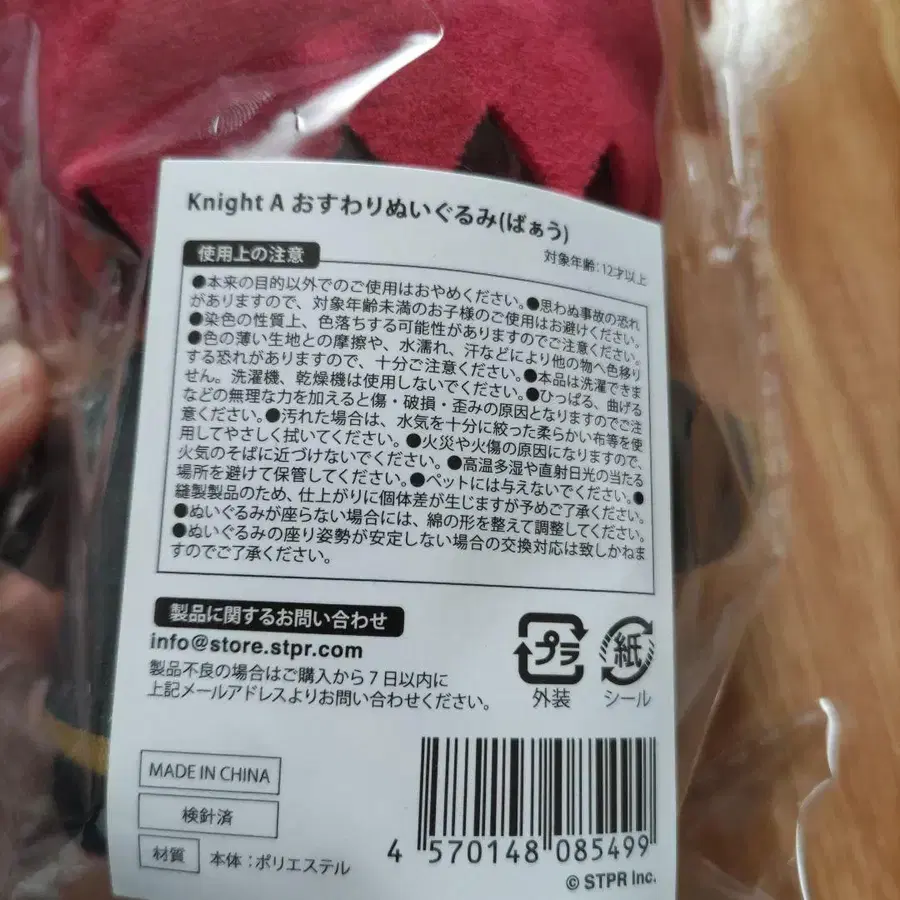 Knight A おすわりぬいぐるみ(ばぁう)
対象年齢:12才以上
使用上の注意
●本来の目的以外でのご使用はおやめください。●思わぬ事故の恐れ
がありますので、対象年齢未満のお子様のご使用はお避けください。
●染色の性質上、色落ちする可能性がありますのでご注意ください。
●色の薄い生地との摩擦や、水濡れ、汗などにより他の物へ色移り
する恐れがありますので、十分ご注意ください。●本品は洗濯できま
せん。洗濯機、乾燥機は使用しないでください。●ひっぱる、曲げる
などの無理な力を加えると傷・破損・歪みの原因となりますのでご注
意ください。●汚れた場合は、水気を十分に絞った柔らかい布等を使
用してやさしく拭いてください。●火災や火傷の原因になりますので、
火気のそばに近づけないでください。●高温多湿や直射日光の当たる
場所を避けて保管してください。●ペットには与えないでください。●
縫製製品のため、仕上がりに個体差が生じますが予めご了承ください。
●ぬいぐるみが座らない場合には、綿の形を整えて調整してください。
●ぬいぐるみの座り姿勢が安定しない場合の交換対応は致しかねま
すのでご了承ください。
製品に関するお問い合わせ
info@store.stpr.com
製品不良の場合はご購入から7日以内に
上記メールアドレスよりお問い合わせください。
プラ
外装
紙
シール
MADE IN CHINA
検針済
材質 本体:ポリエステル
4 570148 085499
© STPR Inc.